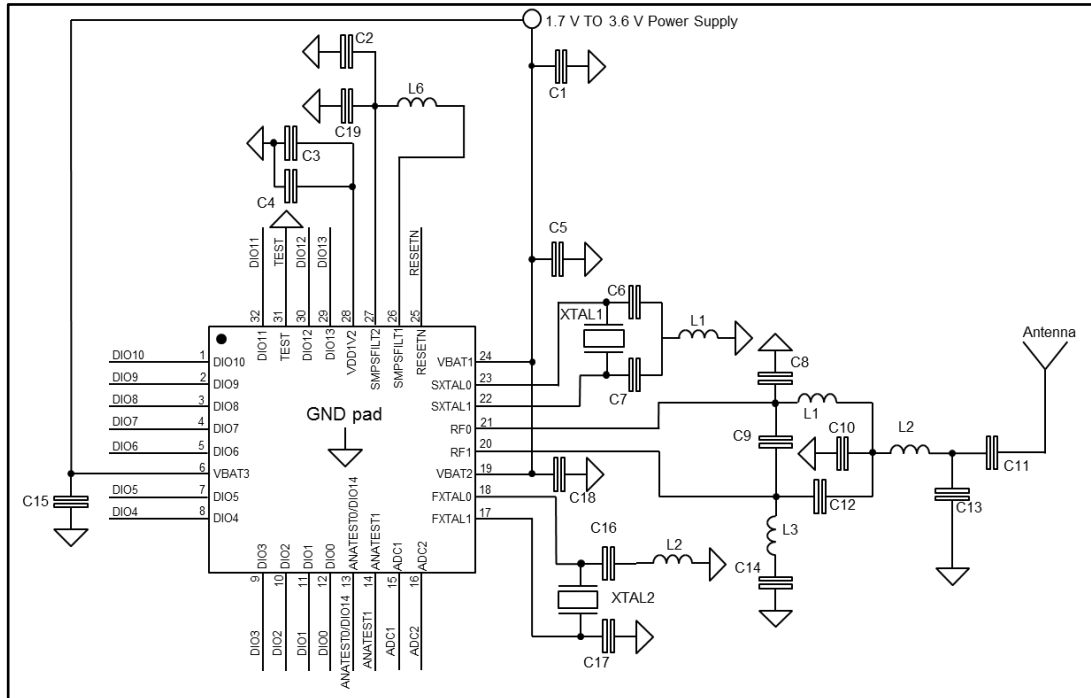 1.7 V TO 3.6 V Power Supply
C2
C1
L6
C19
C3
C4
C5
DIO11
TEST
DIO12
DIO13
RESETN
32
31
30
29
28
27
26
25
DIO11
TEST
DIO12
DIO13
VDD1V2
SMPSFILT2
SMPSFILT1
RESETN
C6
XTAL1
L1
C7
Antenna
C8
L1
C9
C10
L2
C11
C12
C13
L3
C14
DIO10 1 DIO10
DIO9 2 DIO9
DIO8 3 DIO8
DIO7 4 DIO7
DIO6 5 DIO6
6 VBAT3
DIO5 7 DIO5
DIO4 8 DIO4
C15
GND pad
VBAT1 24
SXTAL0 23
SXTAL1 22
RF0 21
RF1 20
VBAT2 19
FXTAL0 18
FXTAL1 17
C18
C16
L2
XTAL2
C17
DIO3
DIO2
DIO1
DIO0
ANATEST0/DIO14
ANATEST1
ADC1
ADC2
9
10
11
12
13
14
15
16
DIO3
DIO2
DIO1
DIO0
ANATEST0/DIO14
ANATEST1
ADC1
ADC2